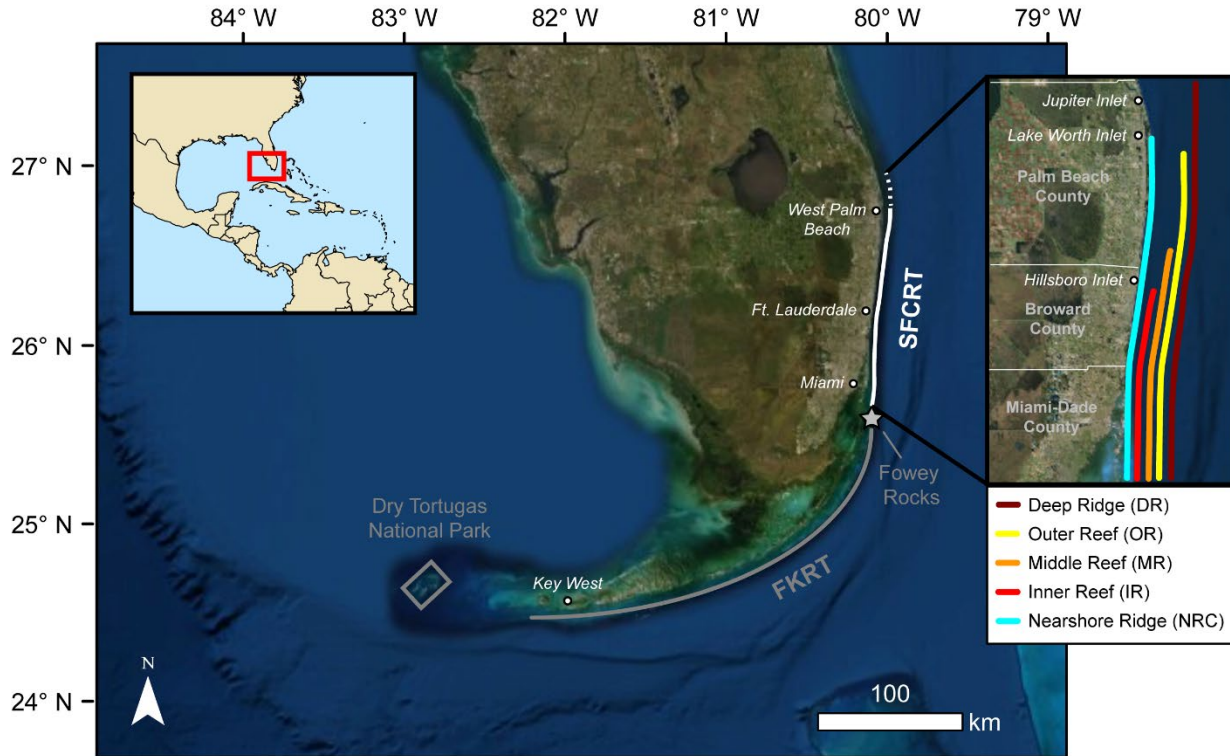 84° W
83° W
82° W
81° W
80° W
79° W
27° N
26° N
25° N
24° N
West Palm
Beach
Ft. Lauderdale
Miami
SFCRT
Fowey
Rocks
Dry Tortugas
National Park
Key West
FKRT
N
100
km
Jupiter Inlet
Lake Worth Inlet
Palm Beach
County
Hillsboro Inlet
Broward
County
Miami-Dade
County
Deep Ridge (DR)
Outer Reef (OR)
Middle Reef (MR)
Inner Reef (IR)
Nearshore Ridge (NRC)